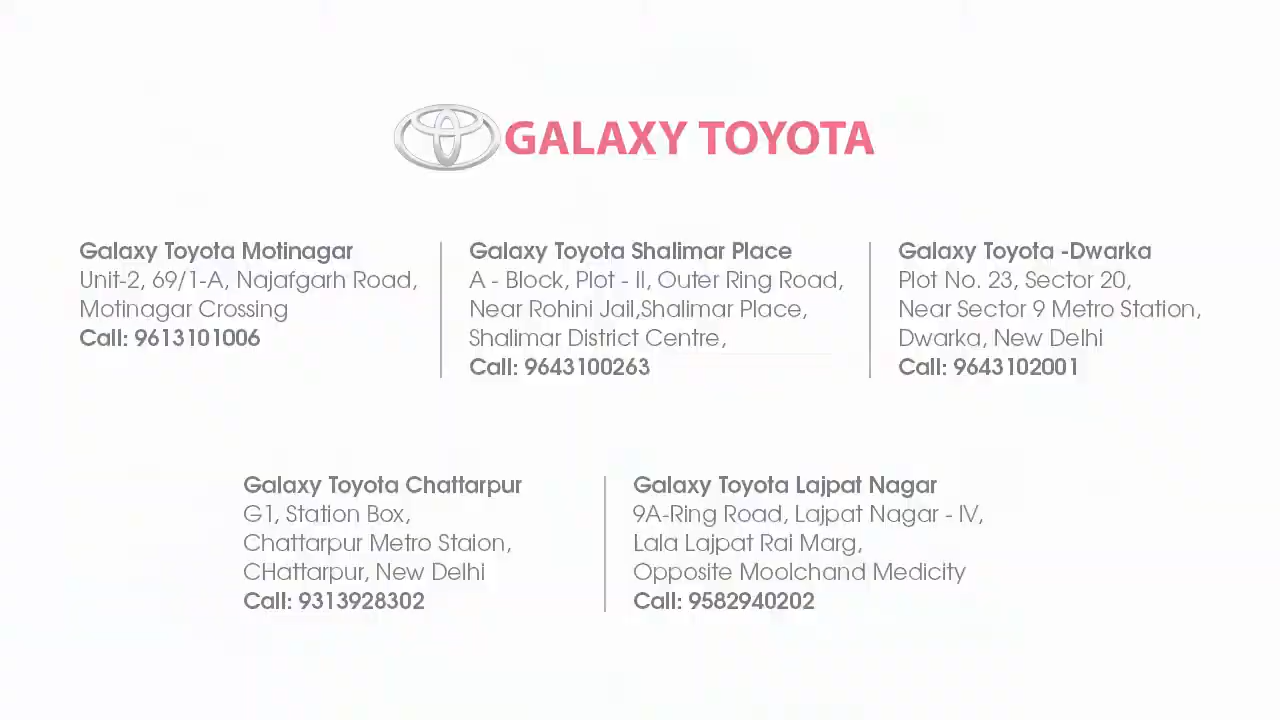 GALAXY TOYOTA
Galaxy Toyota Motinagar
Unit-2, 69/1-A, Najafgarh Road,
Motinagar Crossing
Call: 9613101006
Galaxy Toyota Shalimar Place
A - Block, Plot - II, Outer Ring Road,
Near Rohini Jail,Shalimar Place,
Shalimar District Centre,
Call: 9643100263
Galaxy Toyota -Dwarka
Plot No. 23, Sector 20,
Near Sector 9 Metro Station,
Dwarka, New Delhi
Call: 9643102001
Galaxy Toyota Chattarpur
G1, Station Box,
Chattarpur Metro Staion,
CHattarpur, New Delhi
Call: 9313928302
Galaxy Toyota Lajpat Nagar
9A-Ring Road, Lajpat Nagar - IV,
Lala Lajpat Rai Marg,
Opposite Moolchand Medicity
Call: 9582940202